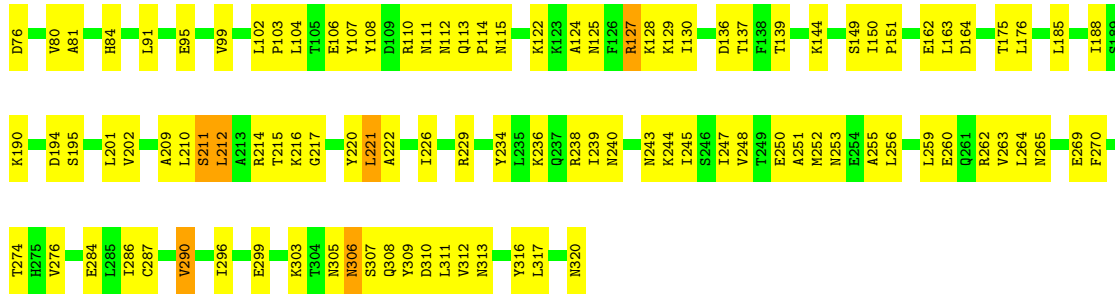 D76 V80 A81 H84 L91 E95 V99 L102 P103 L104 T105 E106 Y107 Y108 D109 R110 N111 N112 Q113 P114 N115 K122 K123 A124 N125 F126 R127 K128 K129 I130 D136 T137 F138 T139 K144 S149 I150 P151 E162 L163 D164 T175 L176 L185 I188 S189
K190 D194 S195 L201 V202 A209 L210 S211 L212 A213 R214 T215 K216 G217 Y220 L221 A222 I226 R229 Y234 L235 K236 Q237 R238 I239 N240 N243 K244 I245 S246 I247 V248 T249 E250 A251 M252 N253 E254 A255 L256 L259 E260 Q261 R262 V263 L264 N265 E269 F270
T274 H275 V276 E284 L285 I286 C287 V290 I296 E299 K303 T304 N305 N306 S307 Q308 Y309 D310 L311 V312 N313 Y316 L317 N320